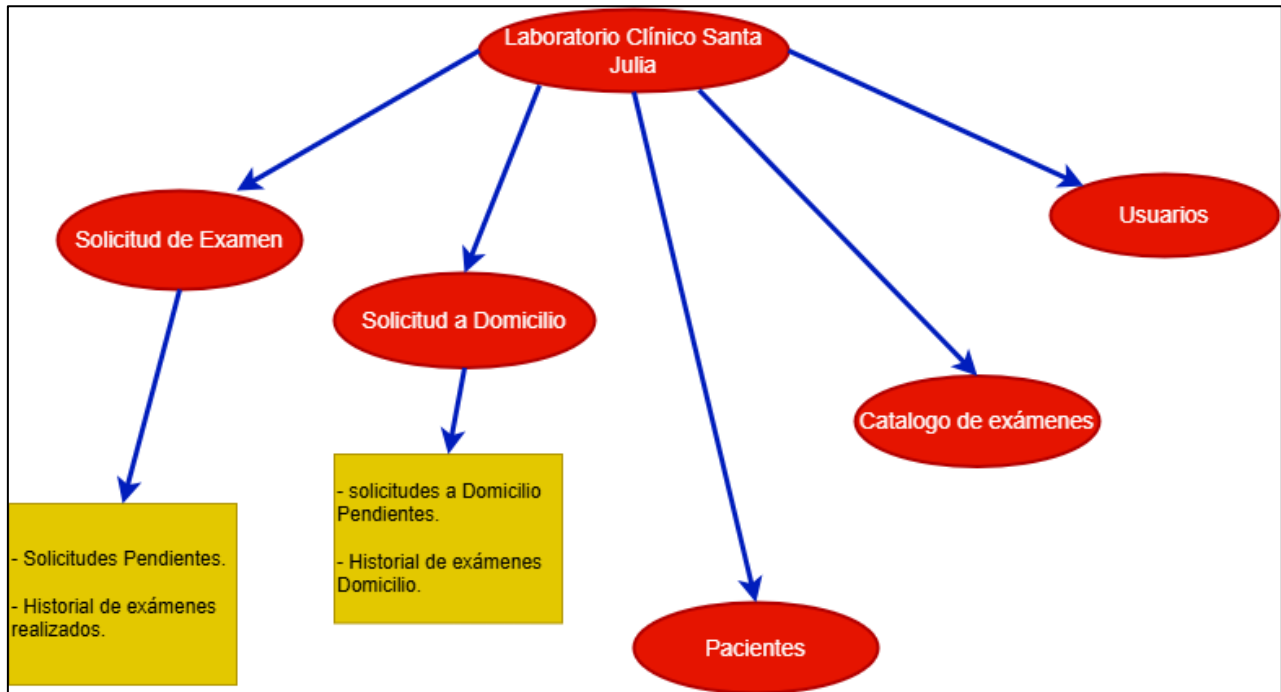 Laboratorio Clínico Santa
Julia
Usuarios
Solicitud de Examen
Solicitud a Domicilio
Catalogo de exámenes
- solicitudes a Domicilio
Pendientes.
- Historial de exámenes
Domicilio.
- Solicitudes Pendientes.
- Historial de exámenes
realizados.
Pacientes